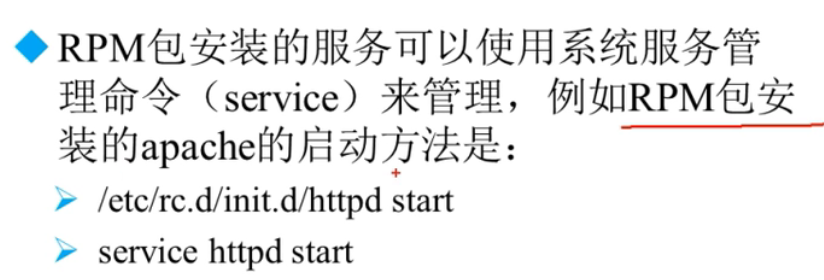 RPM包安装的服务可以使用系统服务管
理命令（service）来管理，例如RPM包安
装的apache的启动方法是：
/etc/rc.d/init.d/httpd start
service httpd start